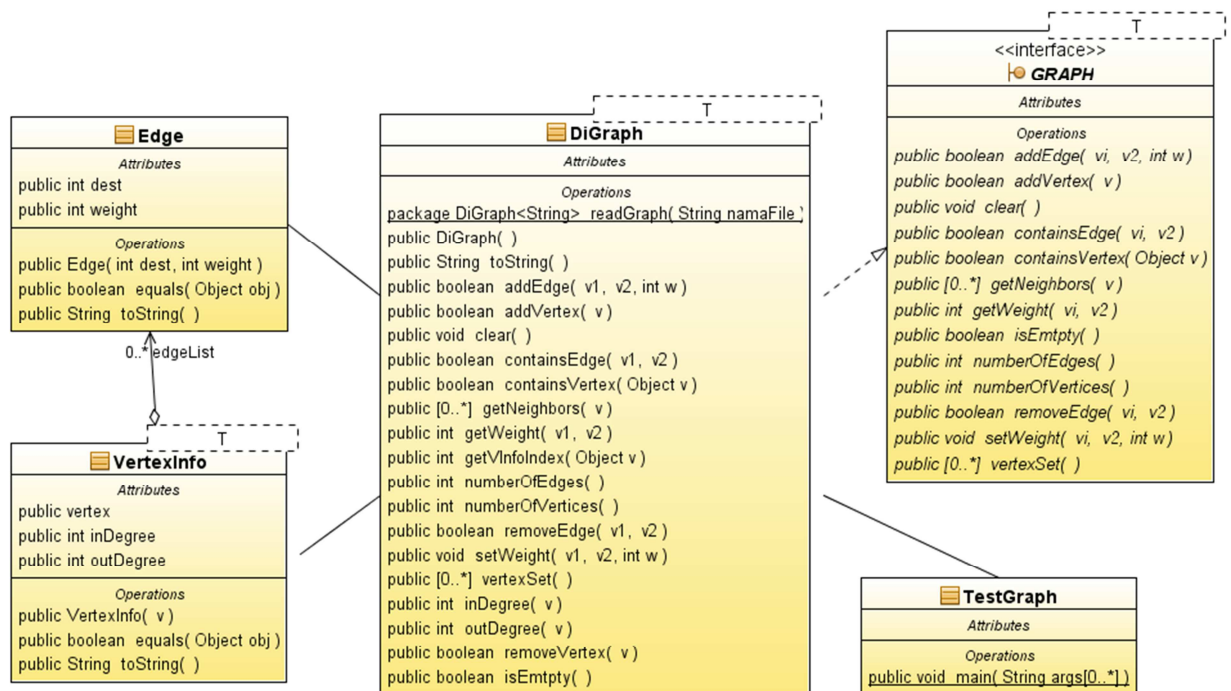 T
<<interface>>
GRAPH
Attributes
Operations
public boolean addEdge( vi, v2, int w )
public boolean addVertex( v )
public void clear( )
public boolean containsEdge( vi, v2 )
public boolean containsVertex( Object v )
public [0..*] getNeighbors( v )
public int getWeight( vi, v2 )
public boolean isEmtpty( )
public int numberOfEdges( )
public int numberOfVertices( )
public boolean removeEdge( vi, v2 )
public void setWeight( vi, v2, int w )
public [0..*] vertexSet( )
Edge
Attributes
public int dest
public int weight
Operations
public Edge( int dest, int weight )
public boolean equals( Object obj )
public String toString( )
0..* edgeList
T
VertexInfo
Attributes
public vertex
public int inDegree
public int outDegree
Operations
public VertexInfo( v )
public boolean equals( Object obj )
public String toString( )
T
DiGraph
Attributes
Operations
package DiGraph<String> readGraph( String namaFile )
public DiGraph( )
public String toString( )
public boolean addEdge( v1, v2, int w )
public boolean addVertex( v )
public void clear( )
public boolean containsEdge( v1, v2 )
public boolean containsVertex( Object v )
public [0..*] getNeighbors( v )
public int getWeight( v1, v2 )
public int getVInfoIndex( Object v )
public int numberOfEdges( )
public int numberOfVertices( )
public boolean removeEdge( v1, v2 )
public void setWeight( v1, v2, int w )
public [0..*] vertexSet( )
public int inDegree( v )
public int outDegree( v )
public boolean removeVertex( v )
public boolean isEmtpty( )
TestGraph
Attributes
Operations
public void main( String args[0..*] )